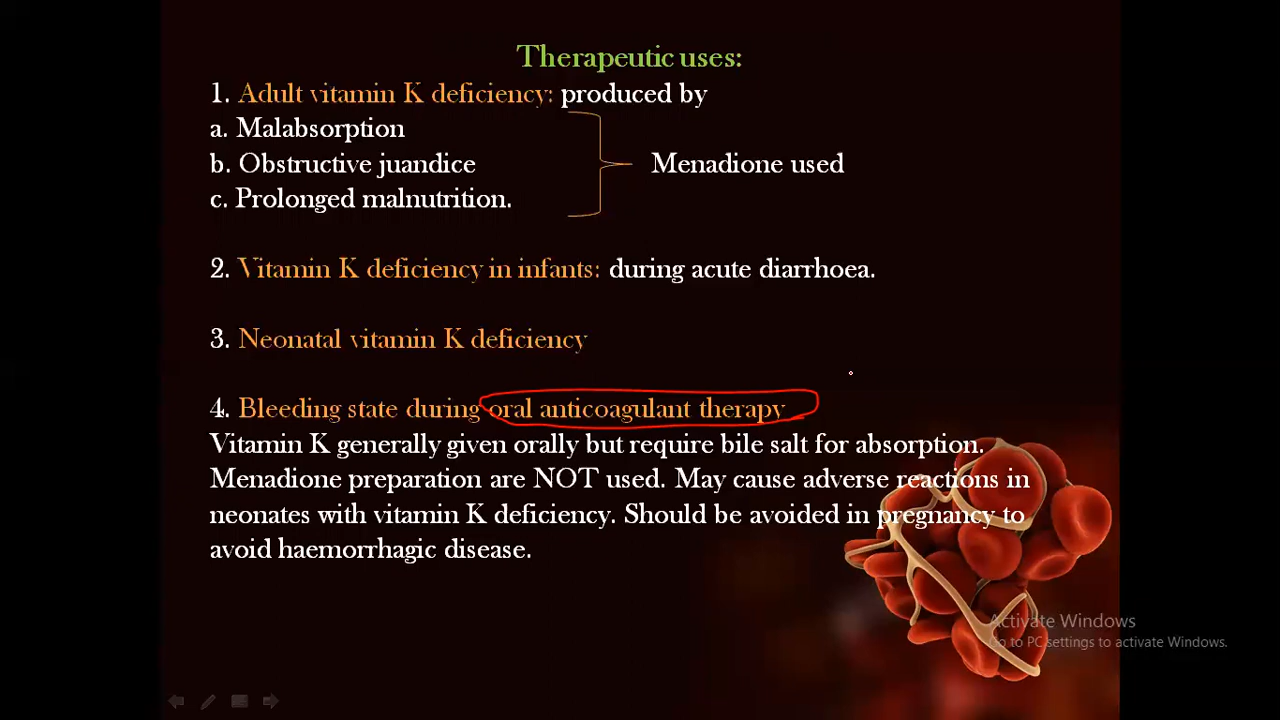 Therapeutic uses:
1. Adult vitamin K deficiency: produced by
a. Malabsorption
b. Obstructive juandice
Menadione used
c. Prolonged malnutrition.
2. Vitamin K deficiency in infants: during acute diarrhoea.
3. Neonatal vitamin K deficiency
4. Bleeding state during oral anticoagulant therapy
Vitamin K generally given orally but require bile salt for absorption.
Menadione preparation are NOT used. May cause adverse reactions in
neonates with vitamin K deficiency. Should be avoided in pregnancy to
avoid haemorrhagic disease.
Activate Windows
Go to PC settings to activate Windows.